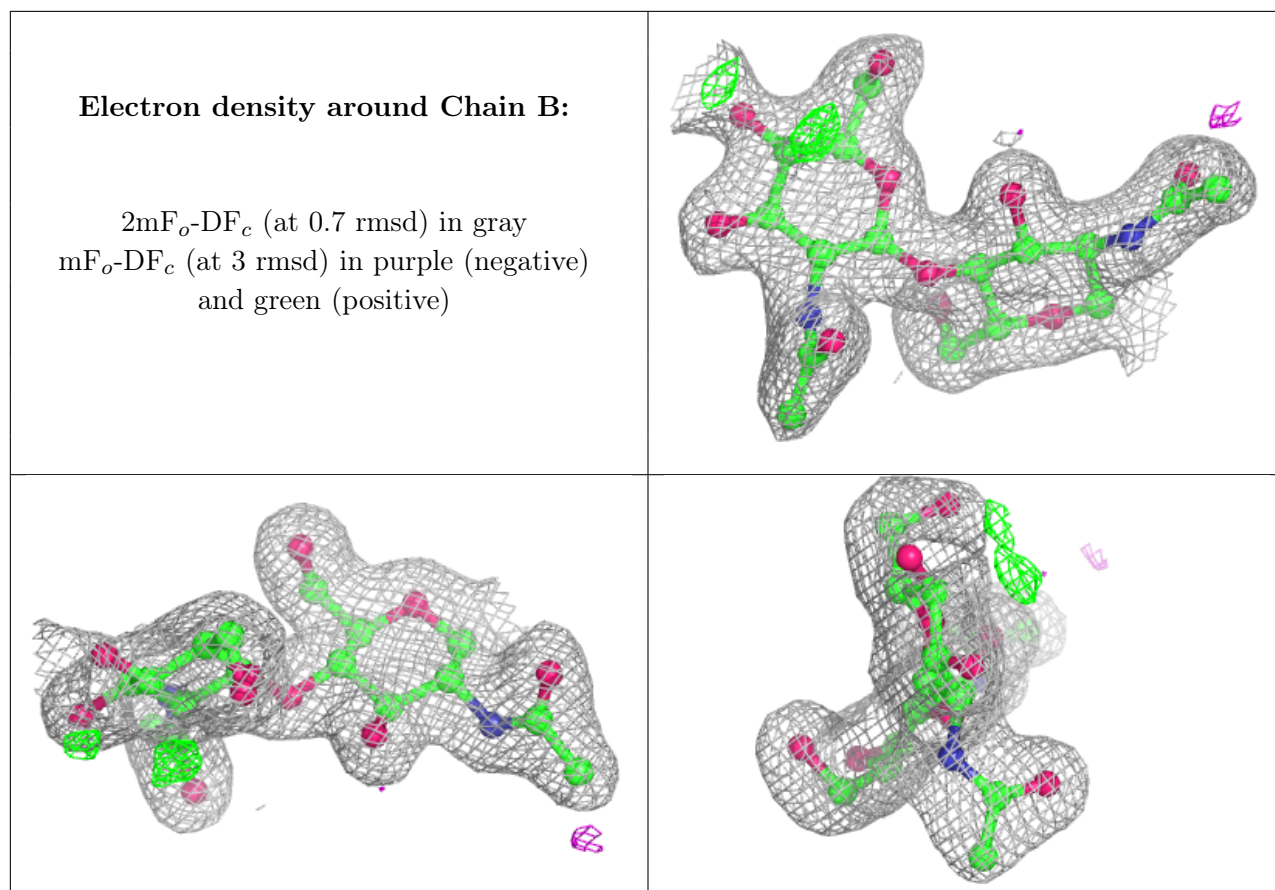 Electron density around Chain B:
2mFo-DFc (at 0.7 rmsd) in gray
mFo-DFc (at 3 rmsd) in purple (negative)
and green (positive)